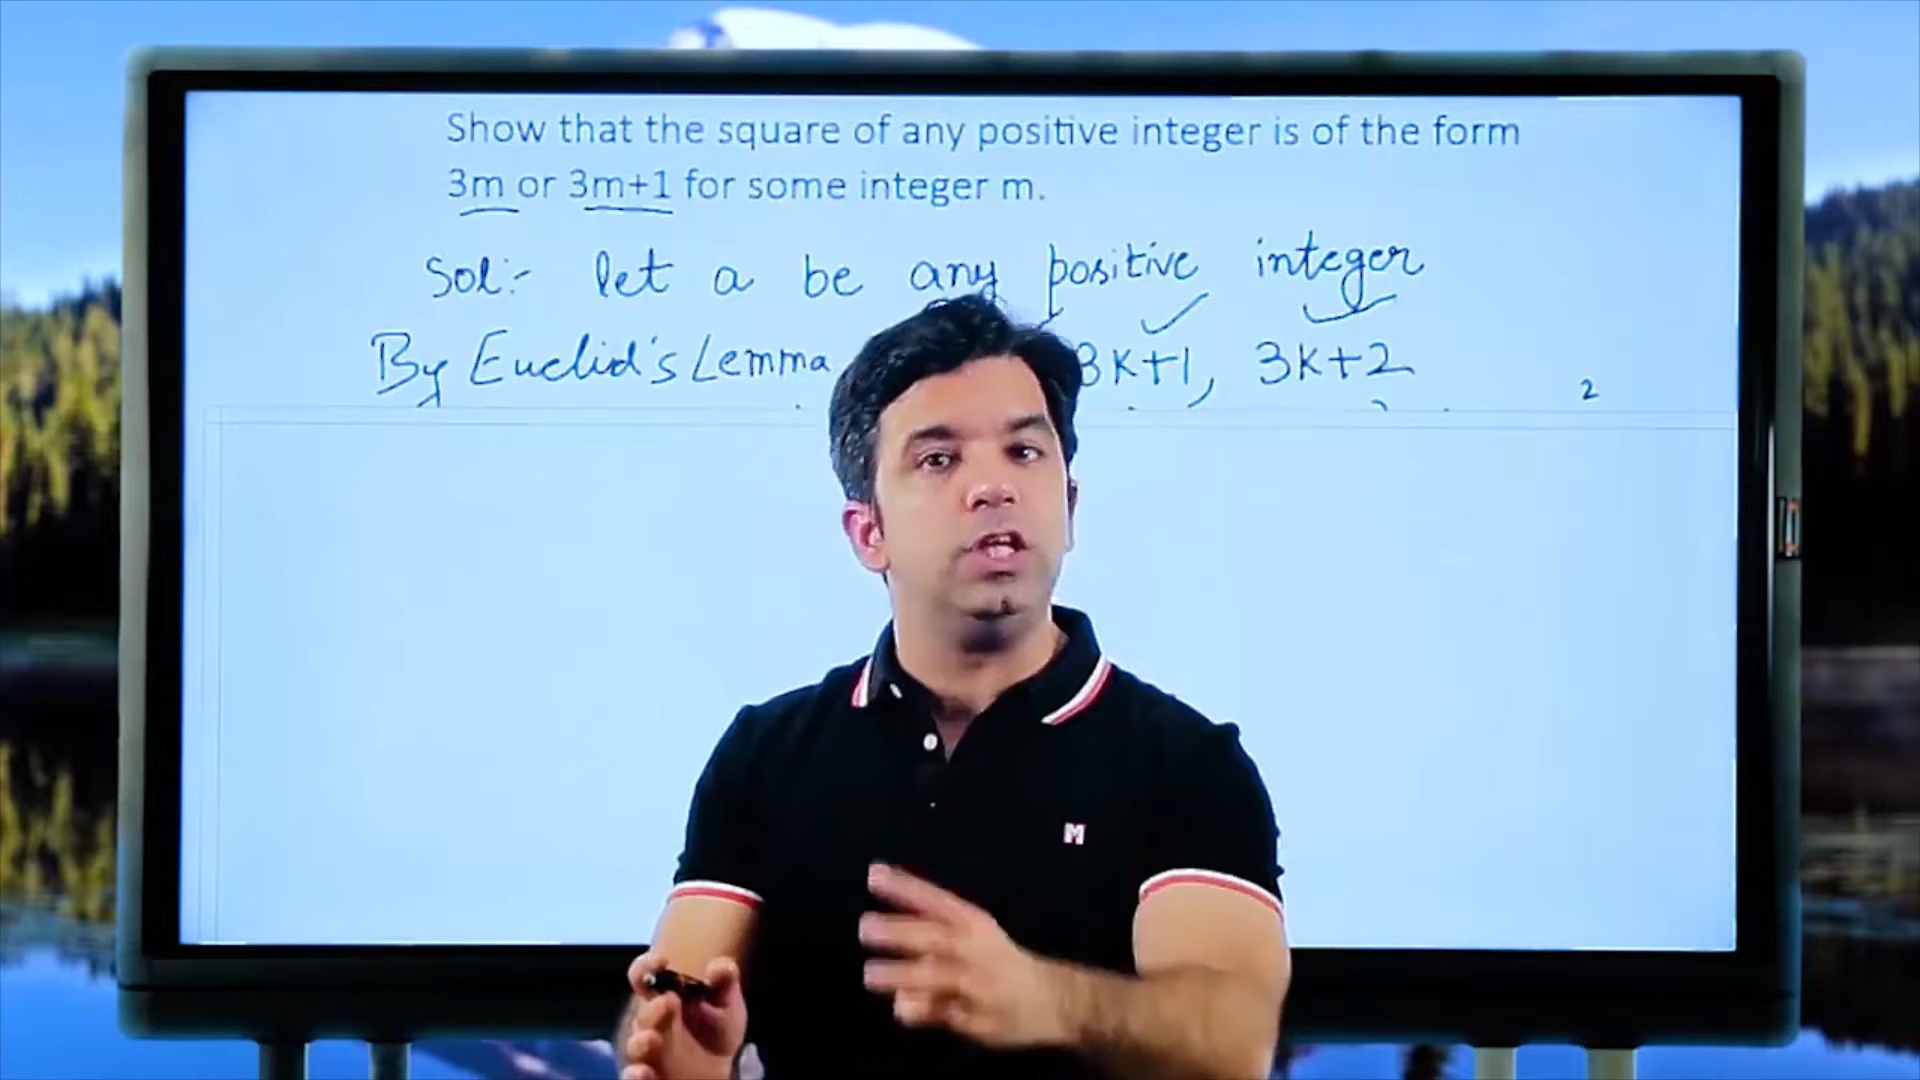 Show that the square of any positive integer is of the form
3m or 3m+1 for some integer m.
Sol:- let a be any positive integer
By Euclid's Lemma 3K+1, 3K+2
2
M